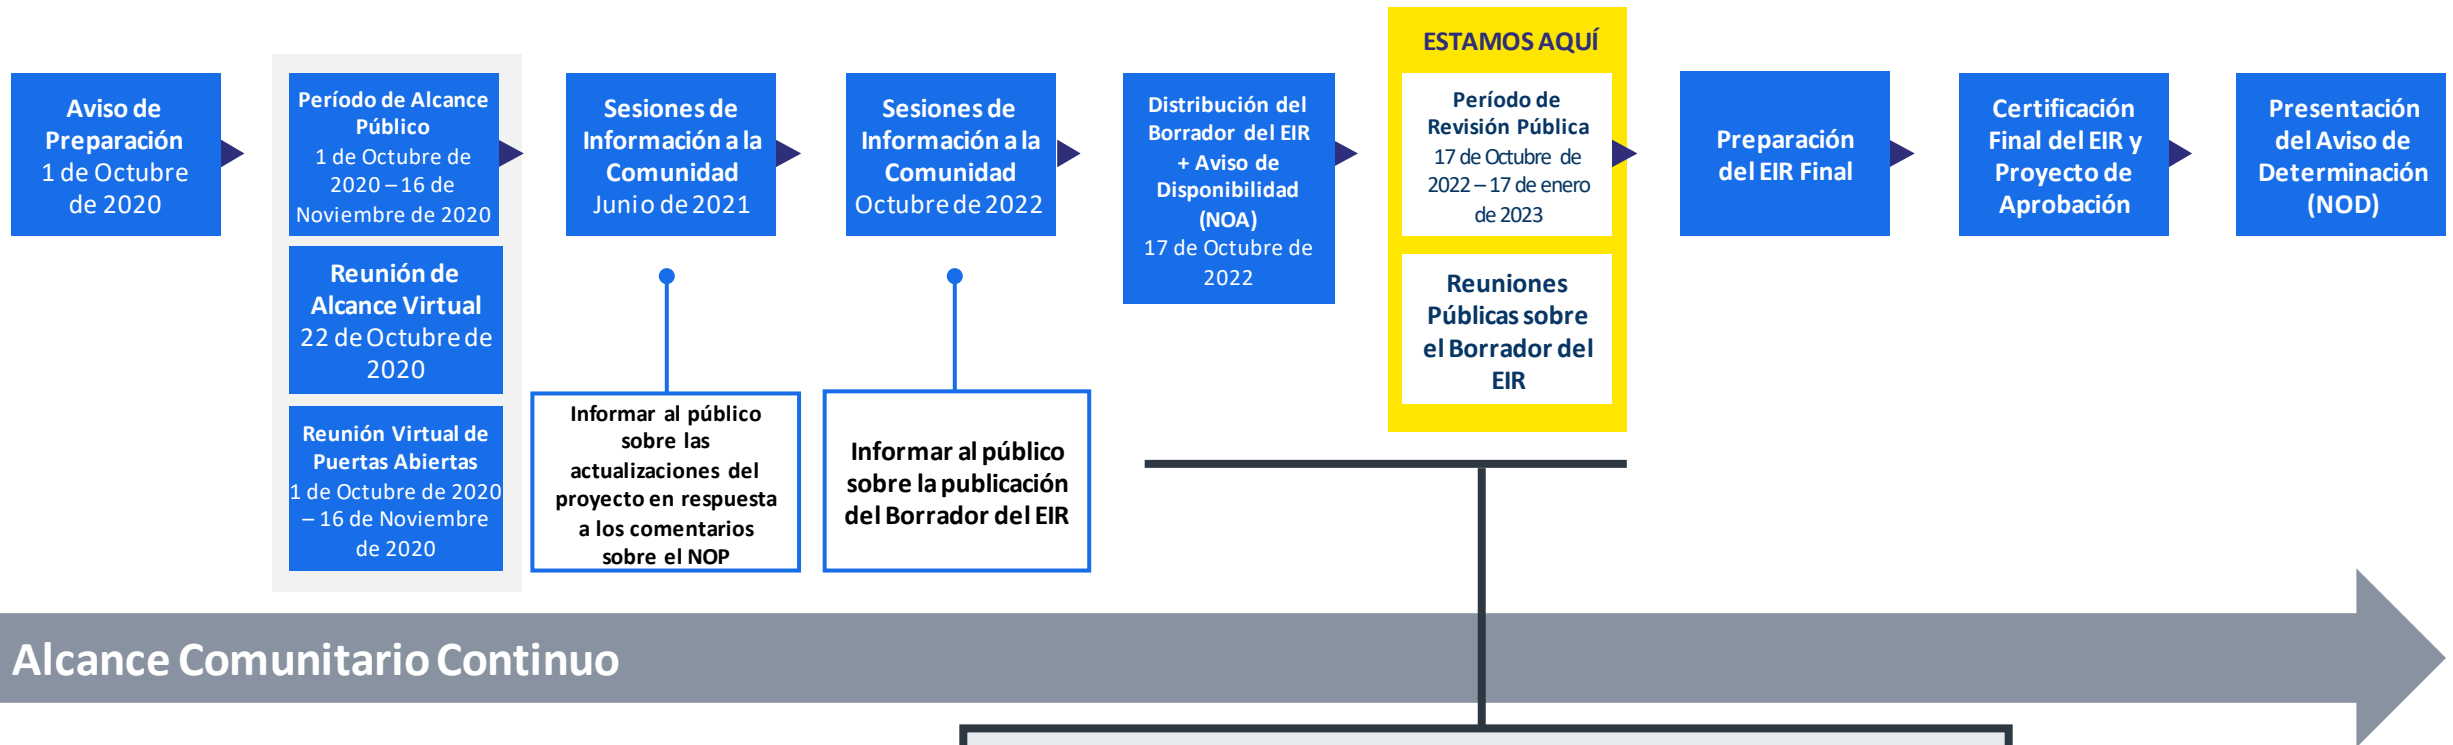 Aviso de
Preparación
1 de Octubre
de 2020
Período de Alcance
Público
1 de Octubre de
2020 – 16 de
Noviembre de 2020
Reunión de
Alcance Virtual
22 de Octubre de
2020
Reunión Virtual de
Puertas Abiertas
1 de Octubre de 2020
– 16 de Noviembre
de 2020
Sesiones de
Información a la
Comunidad
Junio de 2021
Informar al público
sobre las
actualizaciones del
proyecto en respuesta
a los comentarios
sobre el NOP
Sesiones de
Información a la
Comunidad
Octubre de 2022
Informar al público
sobre la publicación
del Borrador del EIR
Distribución del
Borrador del EIR
+ Aviso de
Disponibilidad
(NOA)
17 de Octubre de
2022
ESTAMOS AQUÍ
Período de
Revisión Pública
17 de Octubre de
2022 – 17 de enero
de 2023
Reuniones
Públicas sobre
el Borrador del
EIR
Preparación
del EIR Final
Certificación
Final del EIR y
Proyecto de
Aprobación
Presentación
del Aviso de
Determinación
(NOD)
Alcance Comunitario Continuo